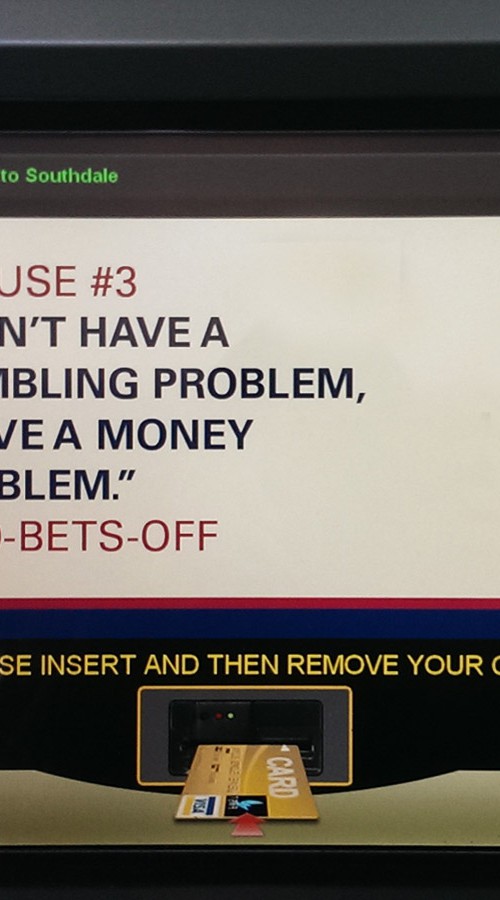 to Southdale
USE #3
N'T HAVE A
MBLING PROBLEM,
VE A MONEY
BLEM."
-BETS-OFF
SE INSERT AND THEN REMOVE YOUR C
CARD
VISA